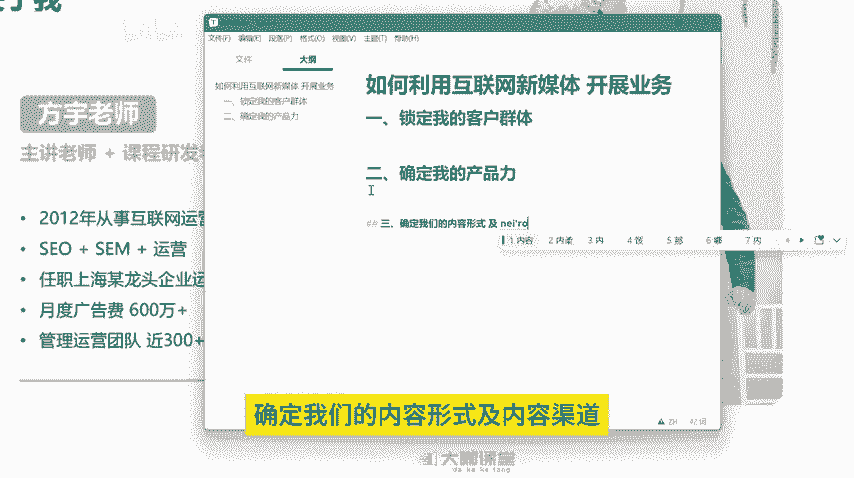 方宇老师
主讲老师 + 课程研发
2012年从事互联网运营
SEO + SEM + 运营
任职上海某龙头企业运
月度广告费 600万+
管理运营团队 近300+
文件(F) 编辑(E) 段落(P) 格式(O) 视图(V) 主题(T) 帮助(H)
文件 大纲
如何利用互联网新媒体 开展业务
一、锁定我的客户群体
二、确定我的产品力
如何利用互联网新媒体 开展业务
一、锁定我的客户群体
二、确定我的产品力
## 三、确定我们的内容形式 及 nei'ro
1 内容 2 内柔 3 内 4 馁 5 那 6 哪 7 内
ZH 42 词
确定我们的内容形式及内容渠道
大咖课堂
da ka ke tang